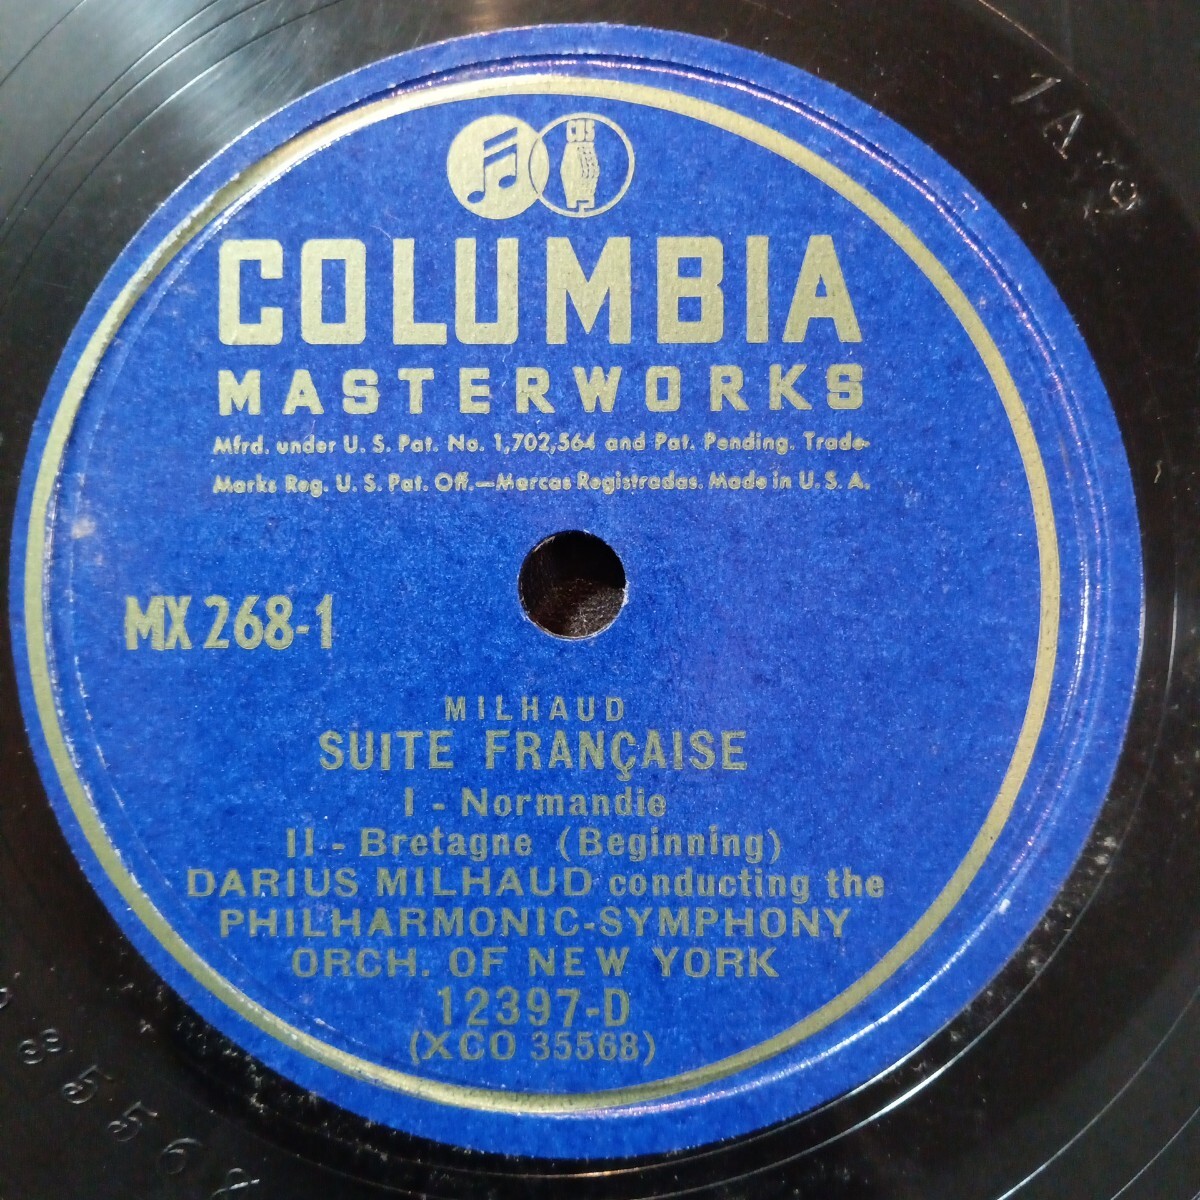 CBS
COLUMBIA
MASTERWORKS
Mfrd. under U. S. Pat. No. 1,702,564 and Pat. Pending. Trade-
Marks Reg. U. S. Pat. Off.—Marcas Registradas. Made in U. S. A.
MX 268-1
MILHAUD
SUITE FRANÇAISE
I - Normandie
II - Bretagne (Beginning)
DARIUS MILHAUD conducting the
PHILHARMONIC-SYMPHONY
ORCH. OF NEW YORK
12397-D
(XCO 35568)